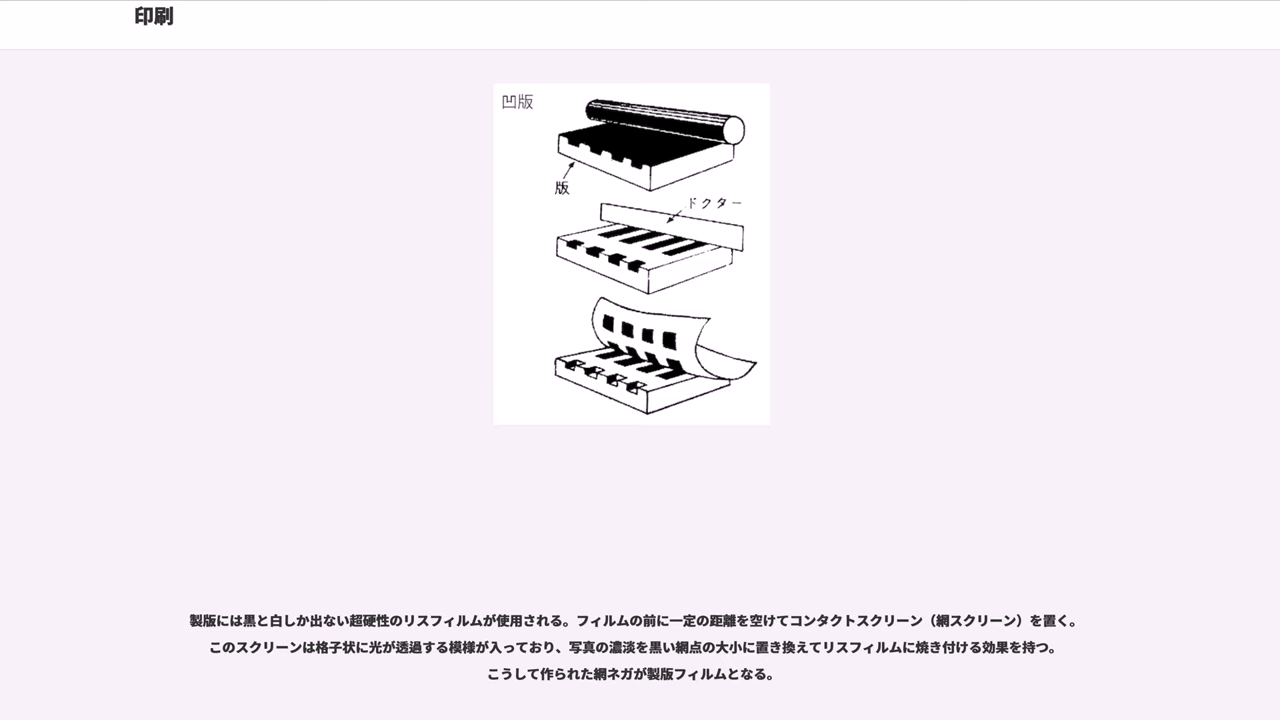 印刷
凹版
版
ドクター
製版には黒と白しか出ない超硬性のリスフィルムが使用される。フィルムの前に一定の距離を空けてコンタクトスクリーン（網スクリーン）を置く。
このスクリーンは格子状に光が透過する模様が入っており、写真の濃淡を黒い網点の大小に置き換えてリスフィルムに焼き付ける効果を持つ。
こうして作られた網ネガが製版フィルムとなる。